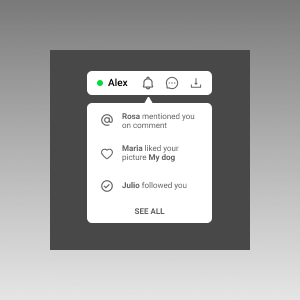 Alex
Rosa mentioned you
on comment
Maria liked your
picture My dog
Julio followed you
SEE ALL